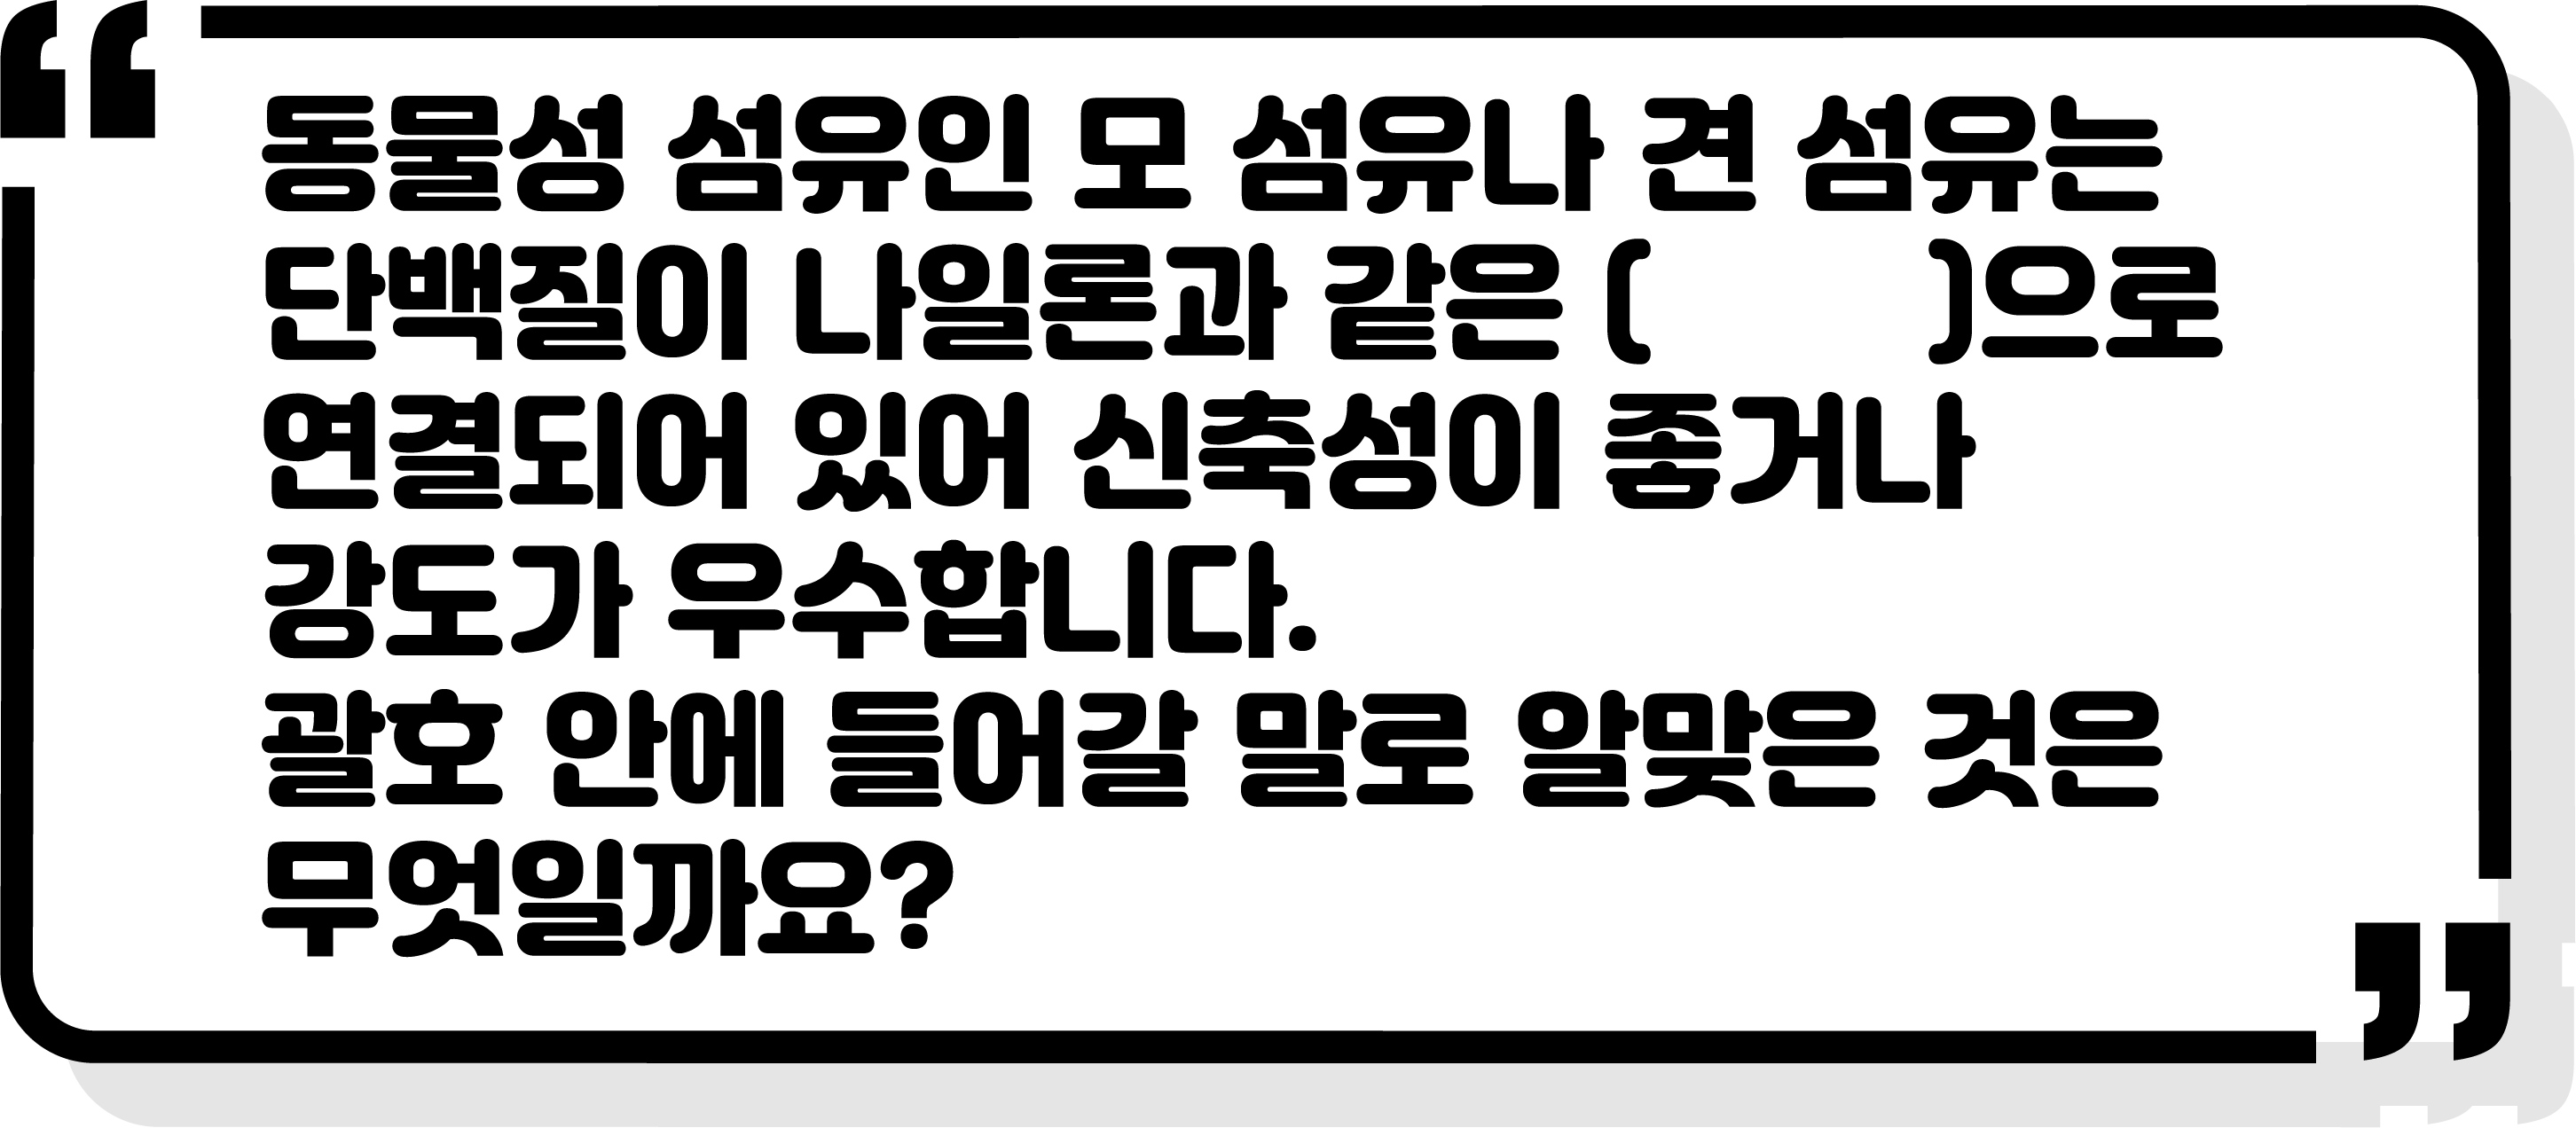 동물성 섬유인 모 섬유나 견 섬유는
단백질이 나일론과 같은 (          )으로
연결되어 있어 신축성이 좋거나
강도가 우수합니다.
괄호 안에 들어갈 말로 알맞은 것은
무엇일까요?